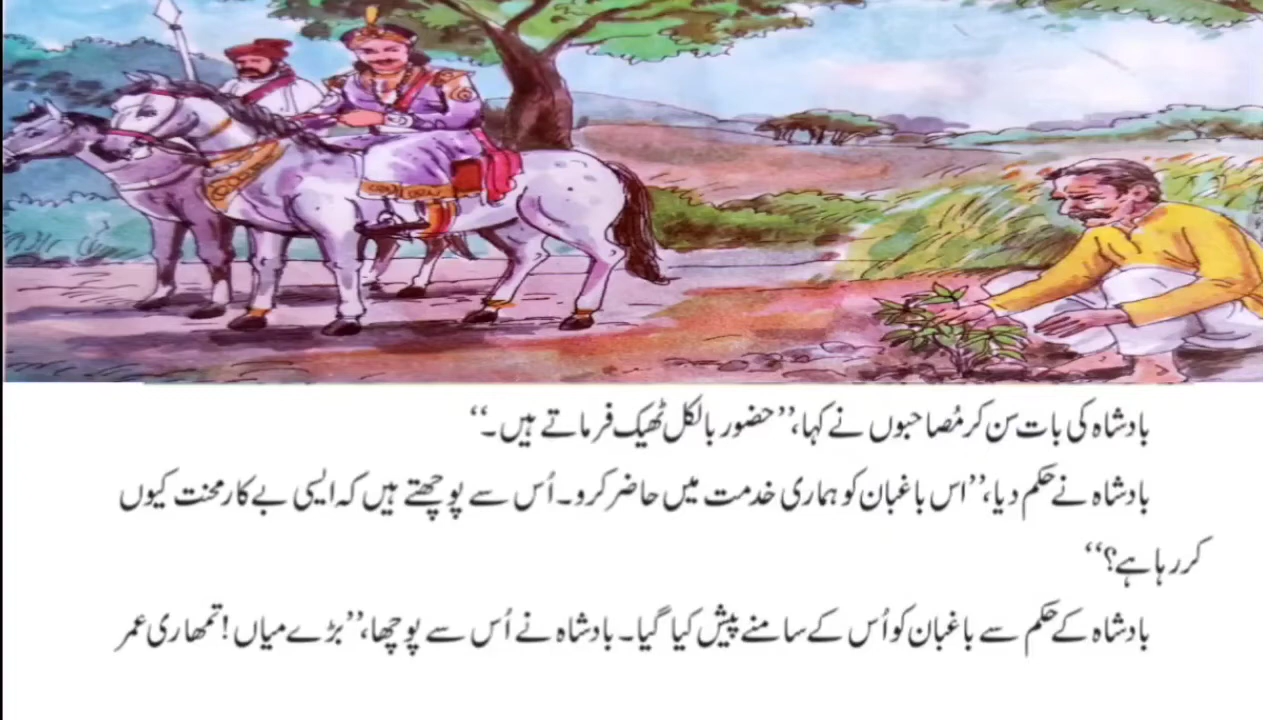 بادشاہ کی بات سن کر مُصاحبوں نے کہا،’’حضور بالکل ٹھیک فرماتے ہیں۔‘‘
بادشاہ نے حکم دیا،’’اس باغبان کو ہماری خدمت میں حاضر کرو۔ اُس سے پوچھتے ہیں کہ ایسی بے کار محنت کیوں
کر رہا ہے؟‘‘
بادشاہ کے حکم سے باغبان کو اُس کے سامنے پیش کیا گیا۔ بادشاہ نے اُس سے پوچھا،’’بڑے میاں! تمھاری عمر